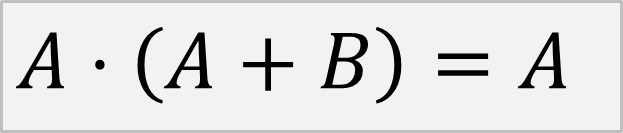 A · (A + B) = A